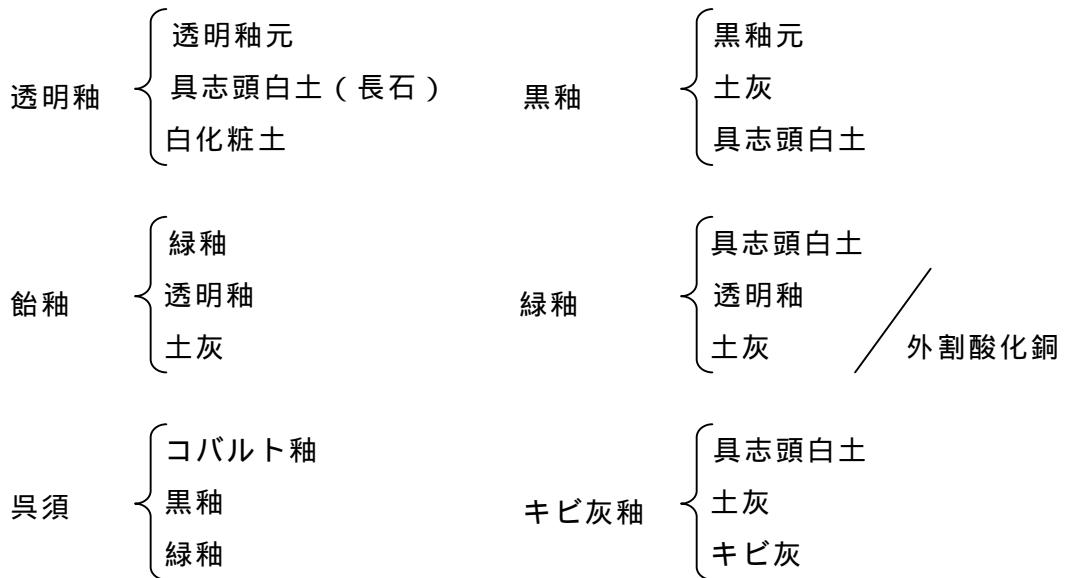 透明釉
透明釉元
具志頭白土(長石)
白化粧土
黒釉
黒釉元
土灰
具志頭白土
飴釉
緑釉
透明釉
土灰
緑釉
具志頭白土
透明釉
土灰
外割酸化銅
呉須
コバルト釉
黒釉
緑釉
キビ灰釉
具志頭白土
土灰
キビ灰